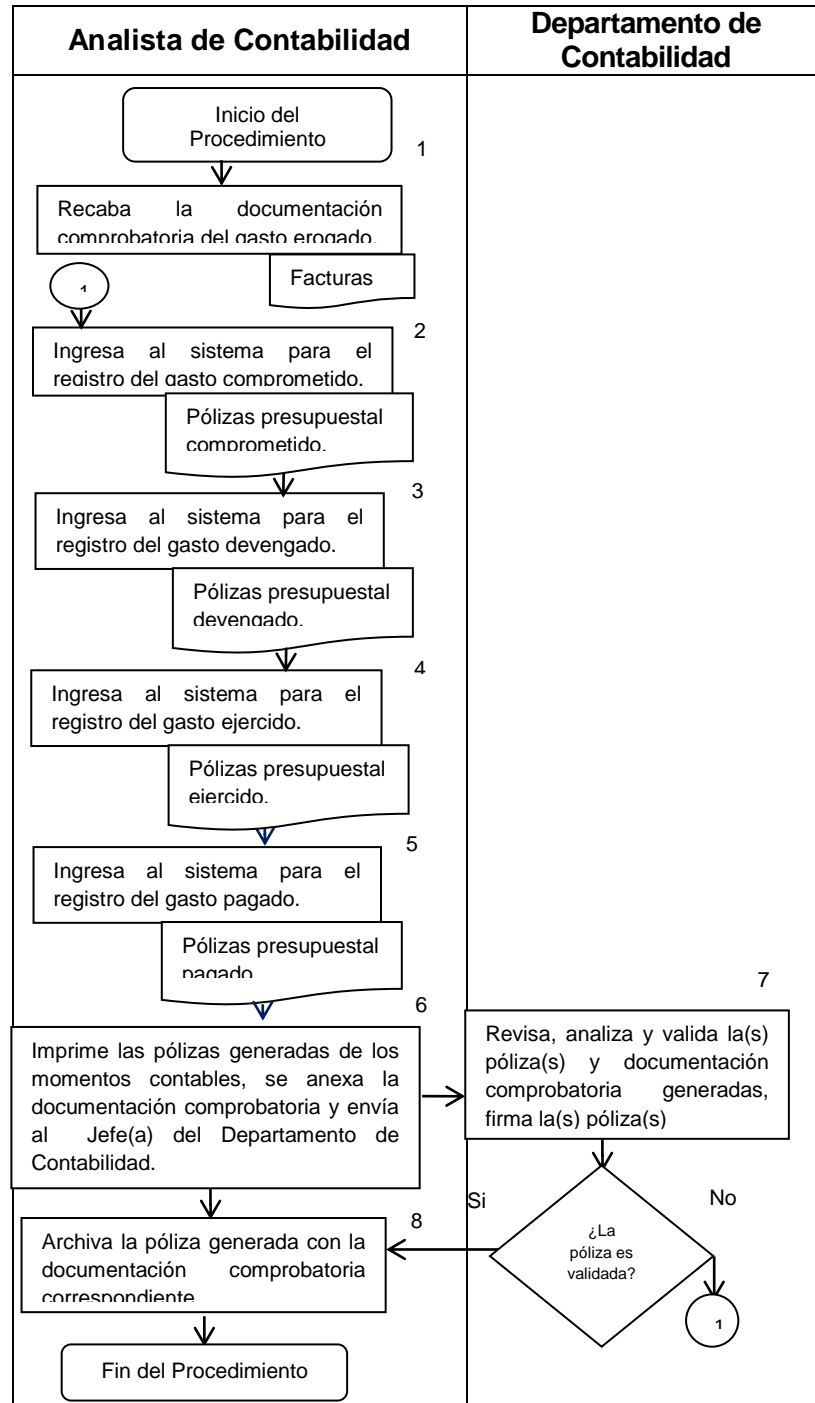 Analista de Contabilidad
Departamento de
Contabilidad
Inicio del
Procedimiento
1
Recaba la documentación
comprobatoria del gasto erogado.
Facturas
1
2
Ingresa al sistema para el
registro del gasto comprometido.
Pólizas presupuestal
comprometido.
3
Ingresa al sistema para el
registro del gasto devengado.
Pólizas presupuestal
devengado.
4
Ingresa al sistema para el
registro del gasto ejercido.
Pólizas presupuestal
ejercido.
5
Ingresa al sistema para el
registro del gasto pagado.
Pólizas presupuestal
pagado
6
Imprime las pólizas generadas de los
momentos contables, se anexa la
documentación comprobatoria y envía
al Jefe(a) del Departamento de
Contabilidad.
7
Revisa, analiza y valida la(s)
póliza(s) y documentación
comprobatoria generadas,
firma la(s) póliza(s)
Si
No
¿La
póliza es
validada?
1
8
Archiva la póliza generada con la
documentación comprobatoria
correspondiente
Fin del Procedimiento